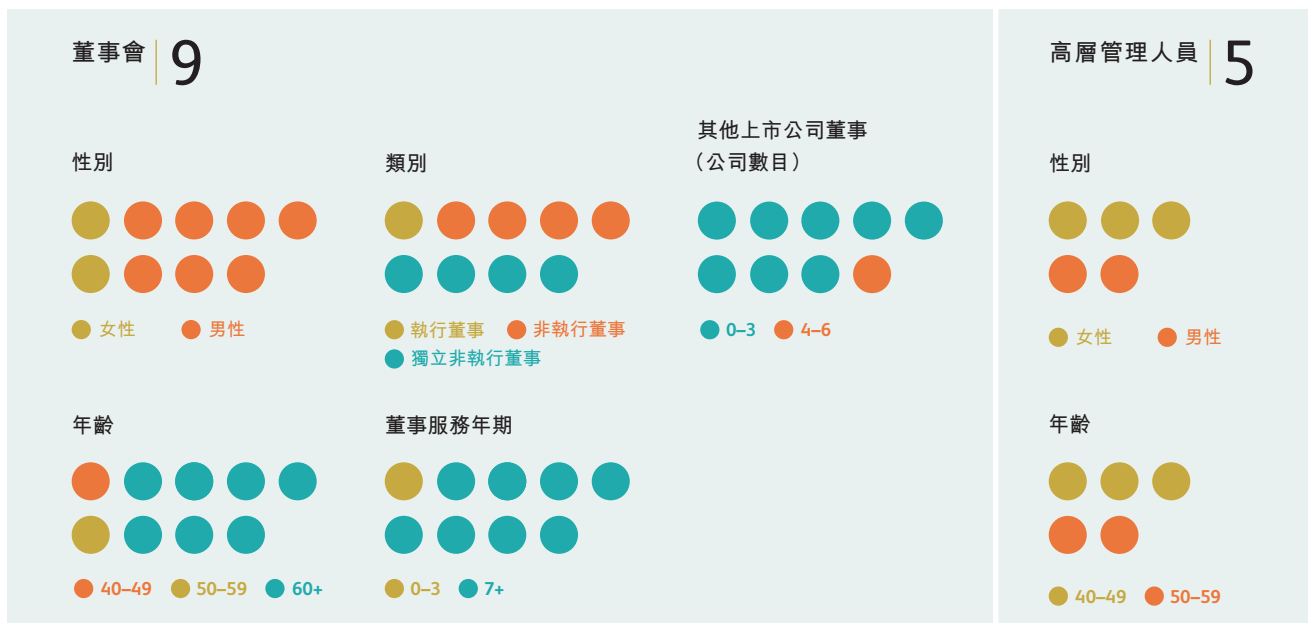 董事會 9
性別
女性 男性
類別
執行董事 非執行董事
獨立非執行董事
其他上市公司董事
（公司數目）
0–3 4–6
年齡
40–49 50–59 60+
董事服務年期
0–3 7+
高層管理人員 5
性別
女性 男性
年齡
40–49 50–59